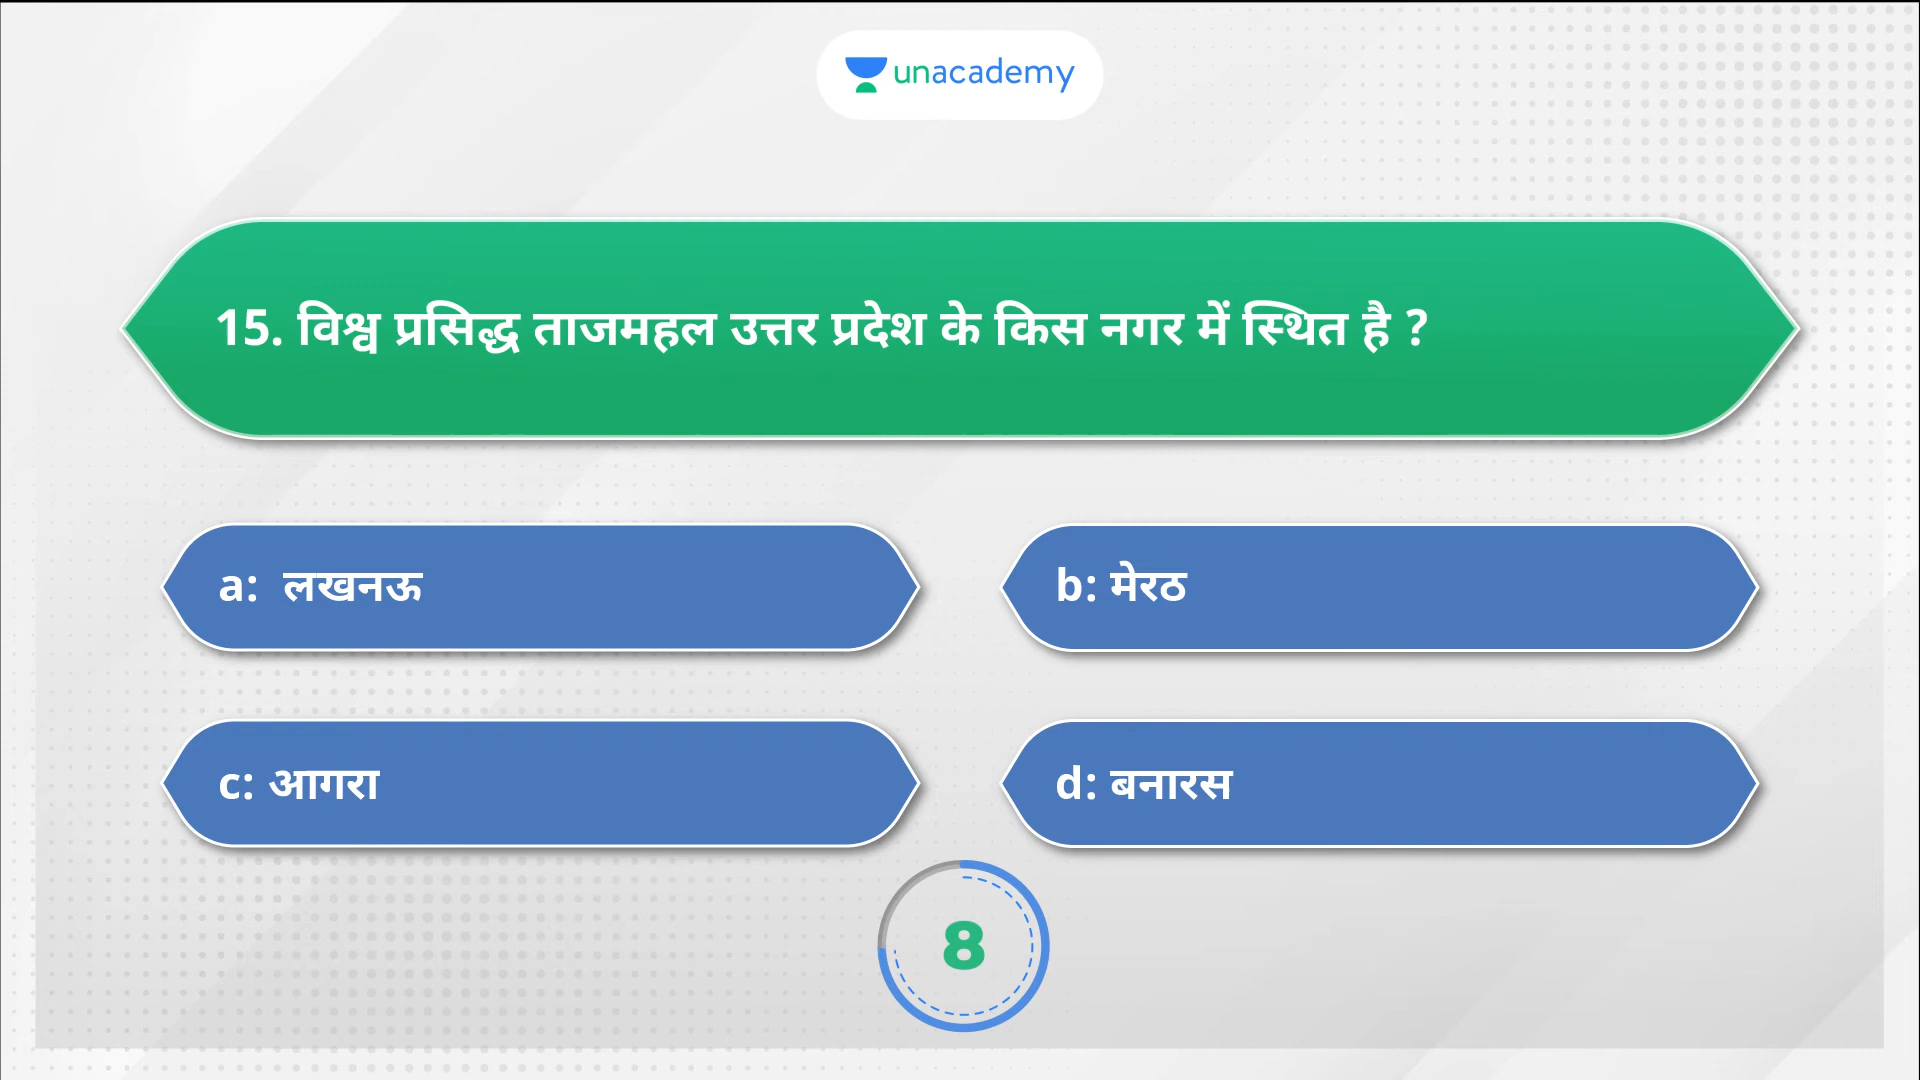 unacademy
15. विश्व प्रसिद्ध ताजमहल उत्तर प्रदेश के किस नगर में स्थित है ?
a: लखनऊ
b: मेरठ
c: आगरा
d: बनारस
8